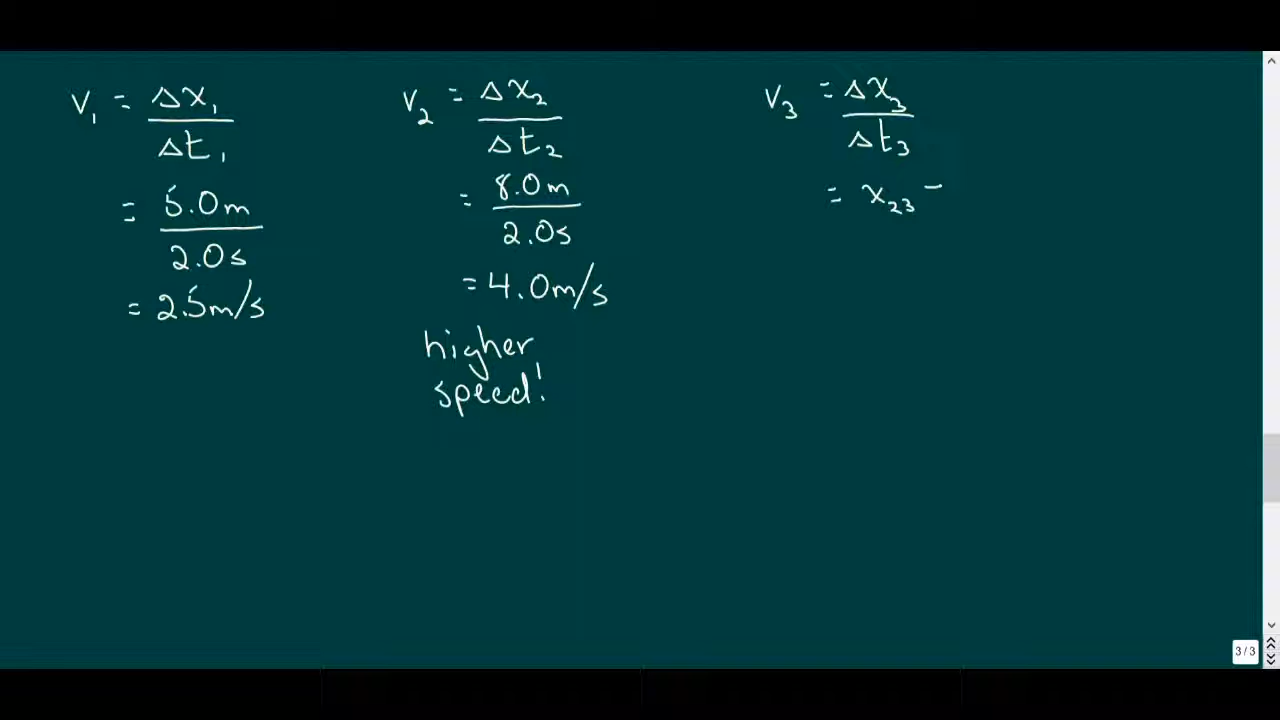 v₁ = Δx₁ / Δt₁
= 5.0m / 2.0s
= 2.5m/s
v₂ = Δx₂ / Δt₂
= 8.0m / 2.0s
= 4.0m/s
higher
speed!
v₃ = Δx₃ / Δt₃
= x₂₃ -
3 / 3